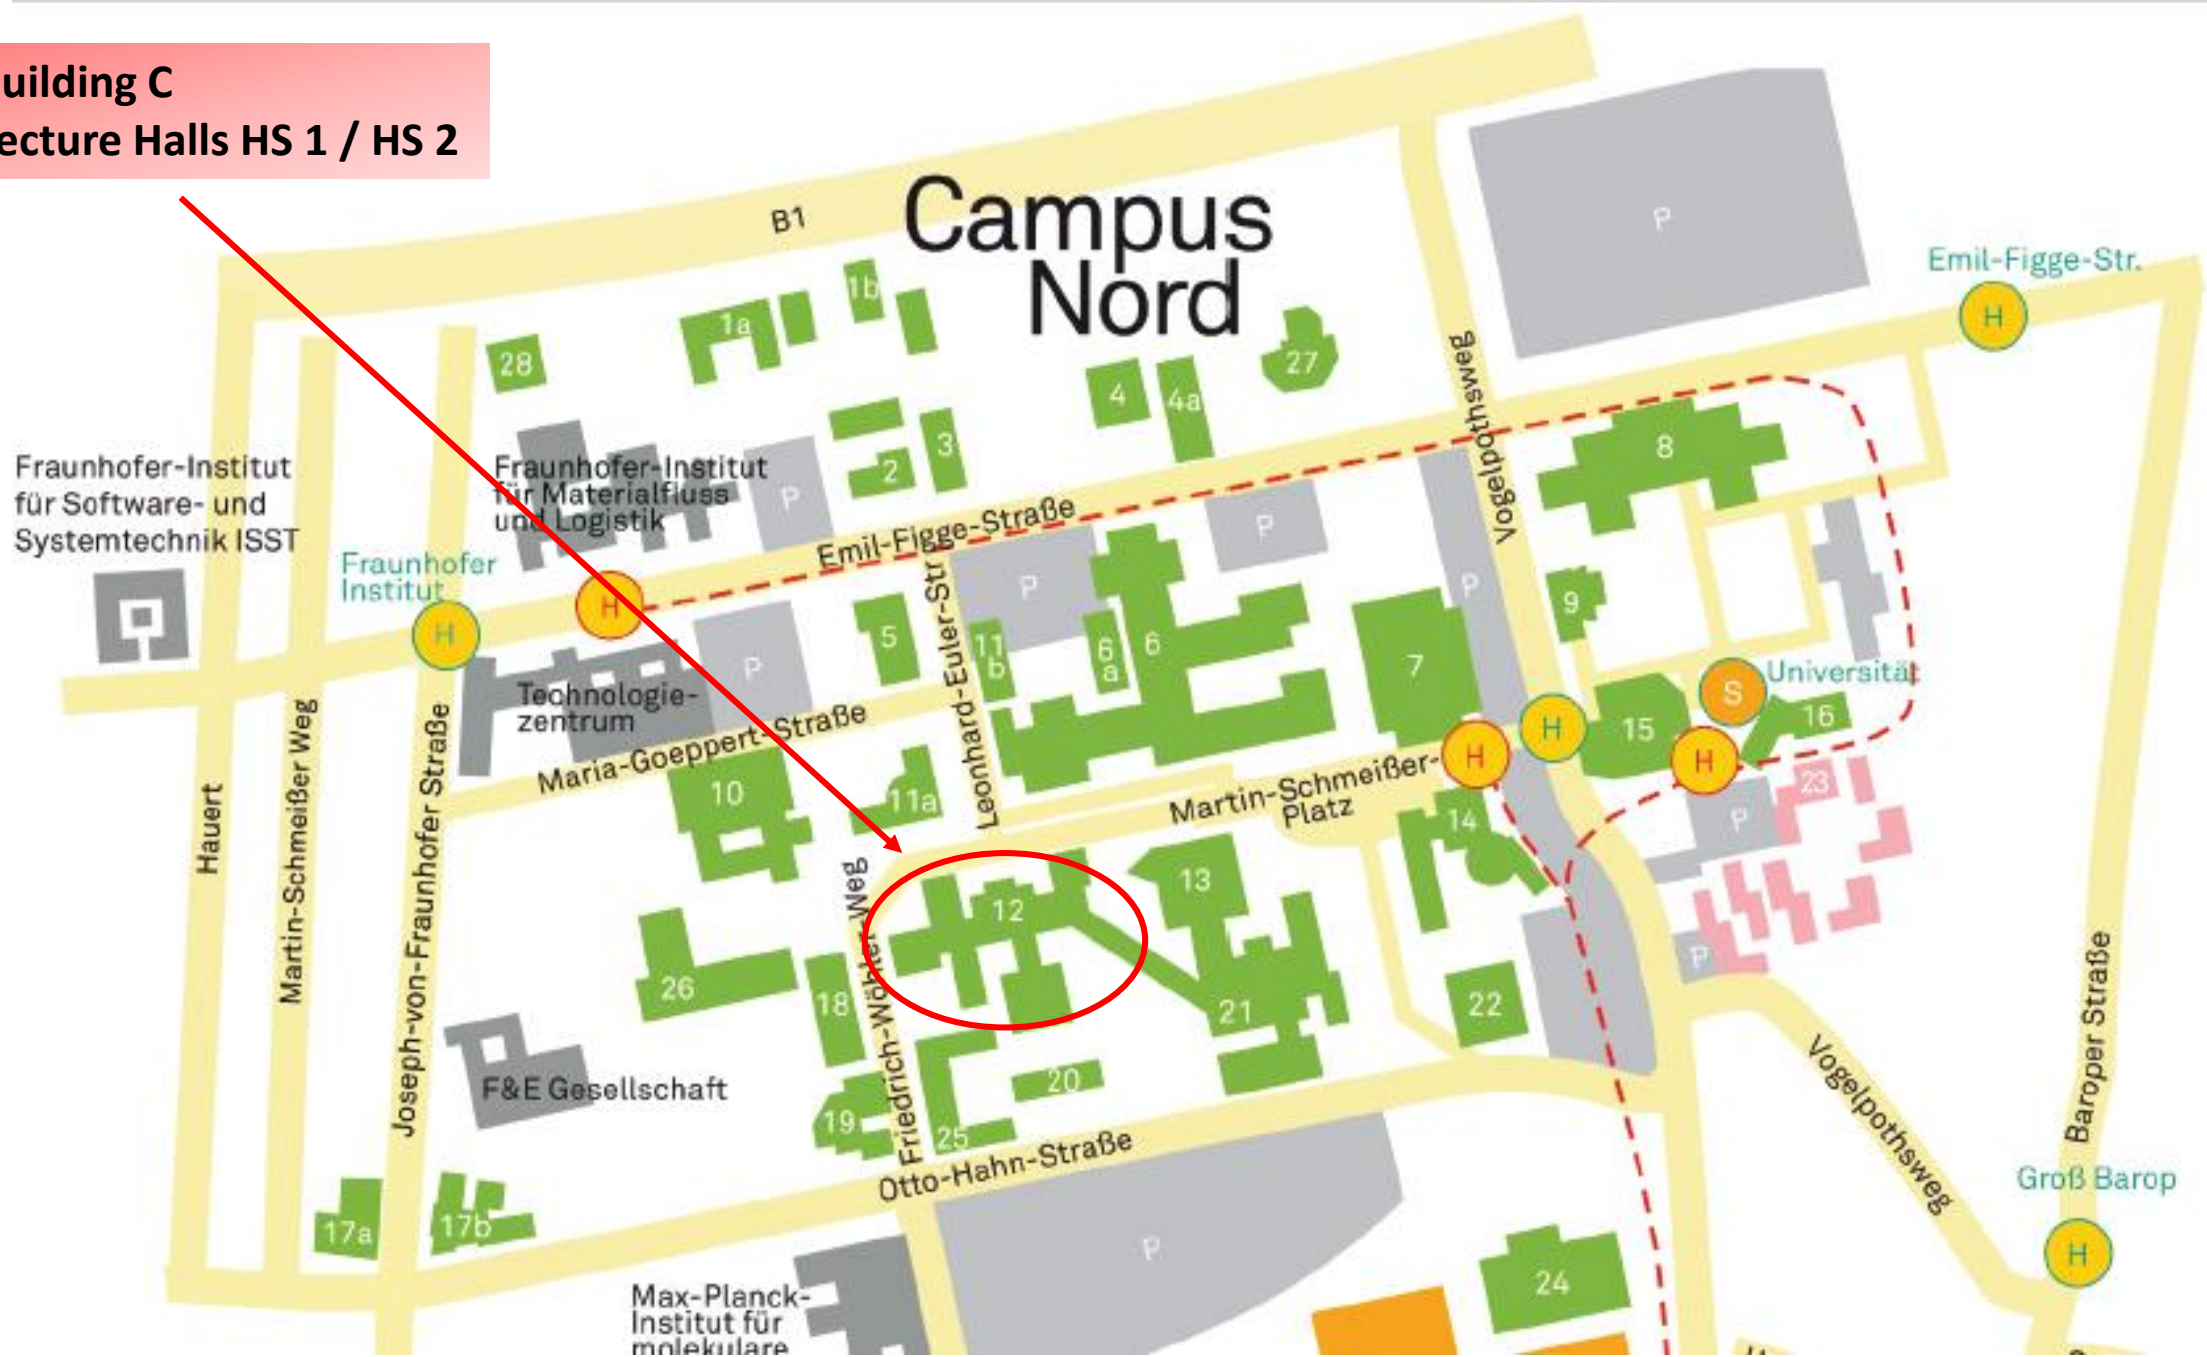 uilding C
ecture Halls HS 1 / HS 2
B1
Campus
Nord
P
Emil-Figge-Str.
H
1b
1a
28
27
4
4a
Vogelpothsweg
3
2
8
Fraunhofer-Institut
für Software- und
Systemtechnik ISST
Fraunhofer-Institut
für Materialfluss
und Logistik
P
Emil-Figge-Straße
P
Vogelpothsweg
Fraunhofer
Institut
H
H
P
P
9
5
Leonhard-Euler-Str
11
b
6
a
6
7
P
Technologie-
zentrum
S
Universität
16
15
H
H
H
Maria-Goeppert-Straße
Martin-Schmeißer-
Platz
10
11a
14
P
23
Hauert
Martin-Schmeißer Weg
Joseph-von-Fraunhofer Straße
Friedrich-Wöhler-Weg
12
13
P
26
18
21
22
Baroper Straße
F&E Gesellschaft
20
19
25
Vogelpothsweg
Otto-Hahn-Straße
Groß Barop
H
17a
17b
P
24
Max-Planck-
Institut für
molekulare